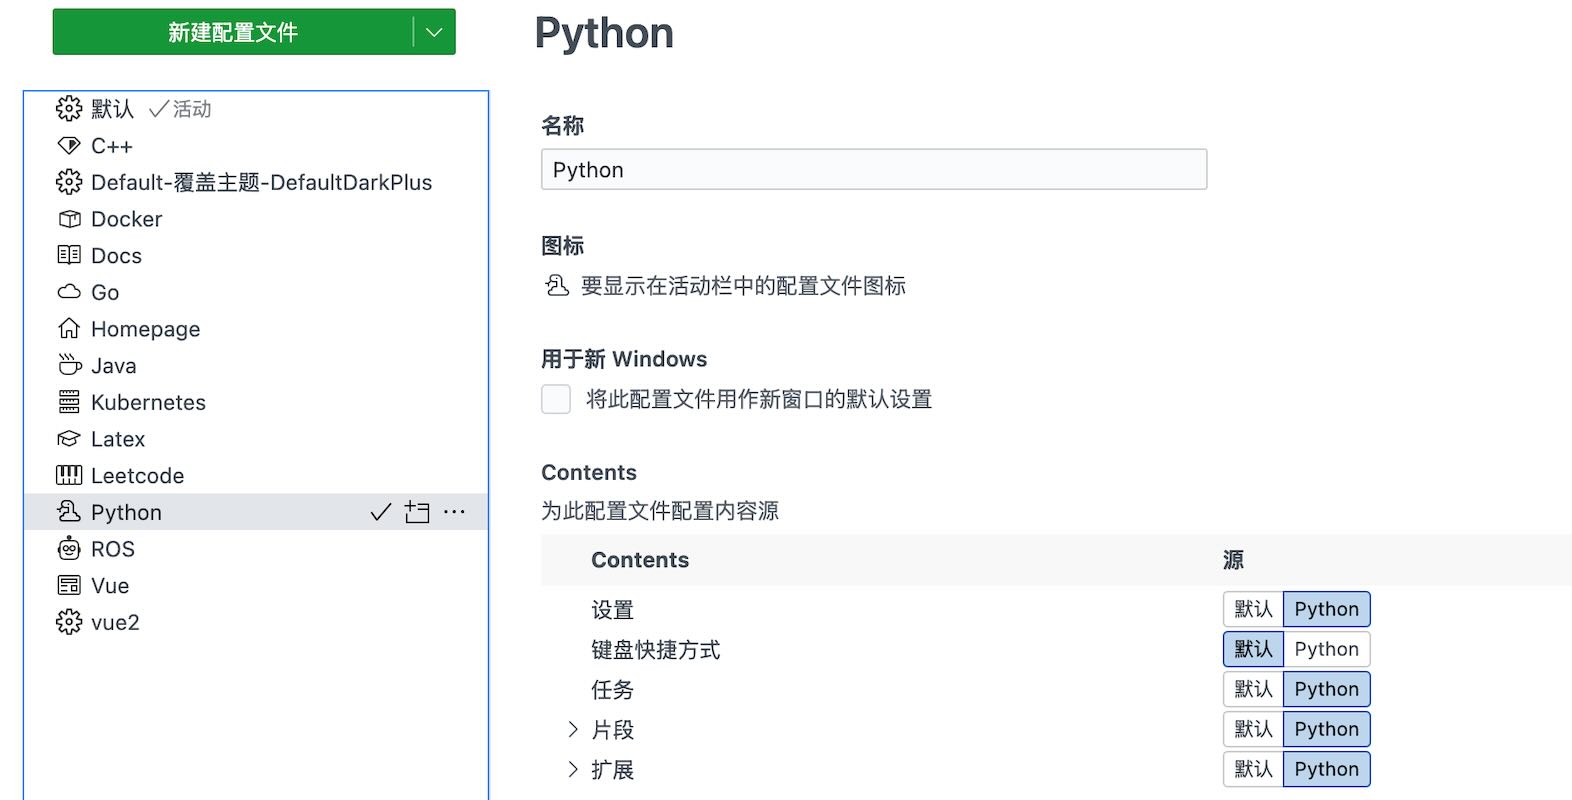 新建配置文件
默认 活动
C++
Default-覆盖主题-DefaultDarkPlus
Docker
Docs
Go
Homepage
Java
Kubernetes
Latex
Leetcode
Python
ROS
Vue
vue2
Python
名称
Python
图标
要显示在活动栏中的配置文件图标
用于新 Windows
将此配置文件用作新窗口的默认设置
Contents
为此配置文件配置内容源
Contents 源
设置 默认 Python
键盘快捷方式 默认 Python
任务 默认 Python
片段 默认 Python
扩展 默认 Python